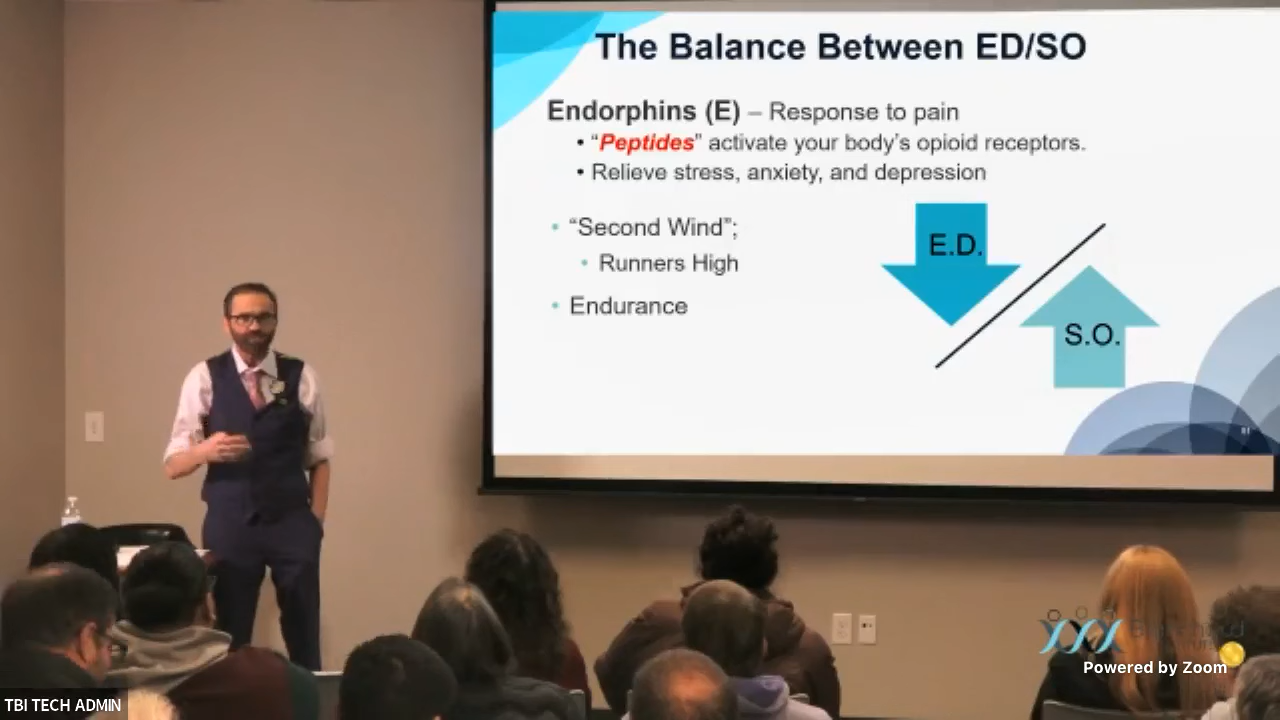 The Balance Between ED/SO
Endorphins (E) – Response to pain
• “Peptides” activate your body’s opioid receptors.
• Relieve stress, anxiety, and depression
• “Second Wind”;
• Runners High
• Endurance
E.D.
S.O.
Powered by Zoom
TBI TECH ADMIN